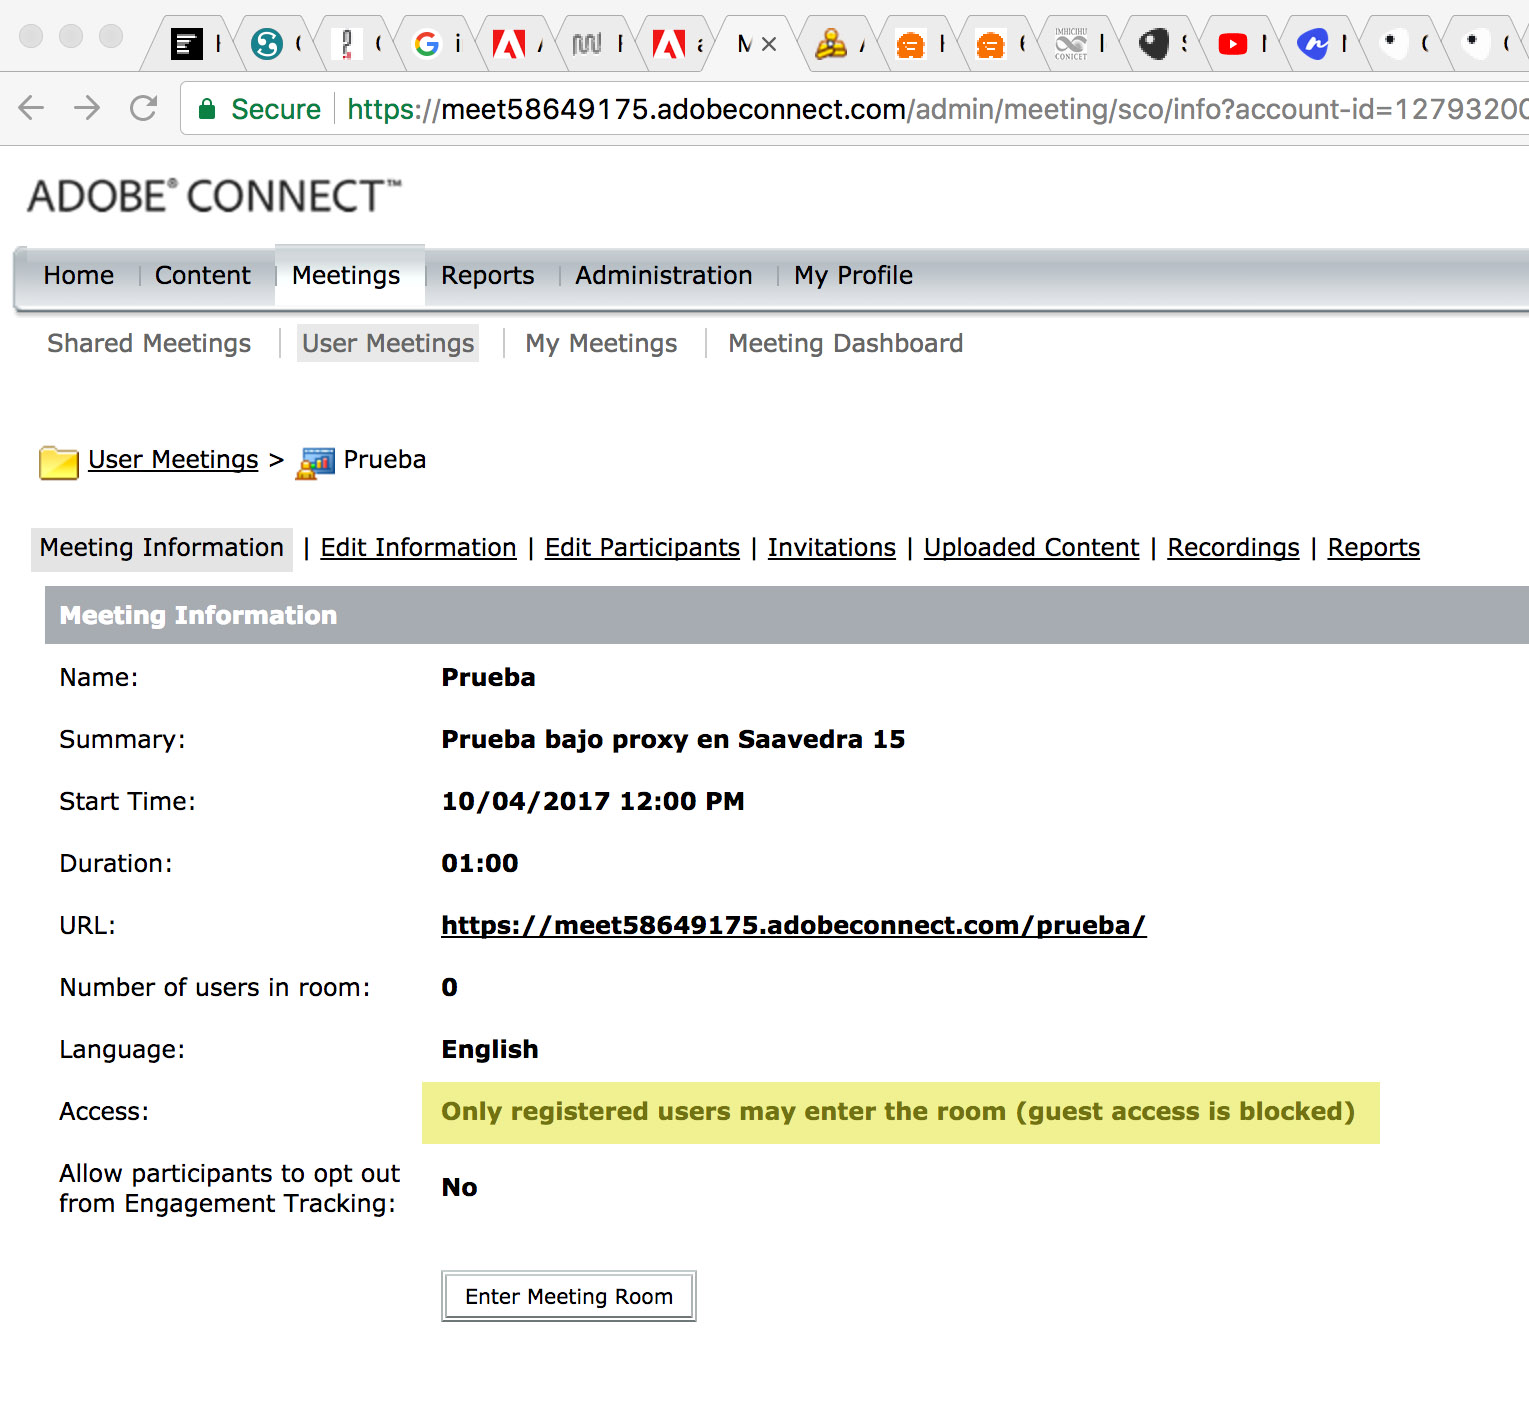 Secure https://meet58649175.adobeconnect.com/admin/meeting/sco/info?account-id=1279320
ADOBE® CONNECT™
Home Content Meetings Reports Administration My Profile
Shared Meetings User Meetings My Meetings Meeting Dashboard
User Meetings > Prueba
Meeting Information | Edit Information | Edit Participants | Invitations | Uploaded Content | Recordings | Reports
Meeting Information
Name: Prueba
Summary: Prueba bajo proxy en Saavedra 15
Start Time: 10/04/2017 12:00 PM
Duration: 01:00
URL: https://meet58649175.adobeconnect.com/prueba/
Number of users in room: 0
Language: English
Access: Only registered users may enter the room (guest access is blocked)
Allow participants to opt out
from Engagement Tracking: No
Enter Meeting Room